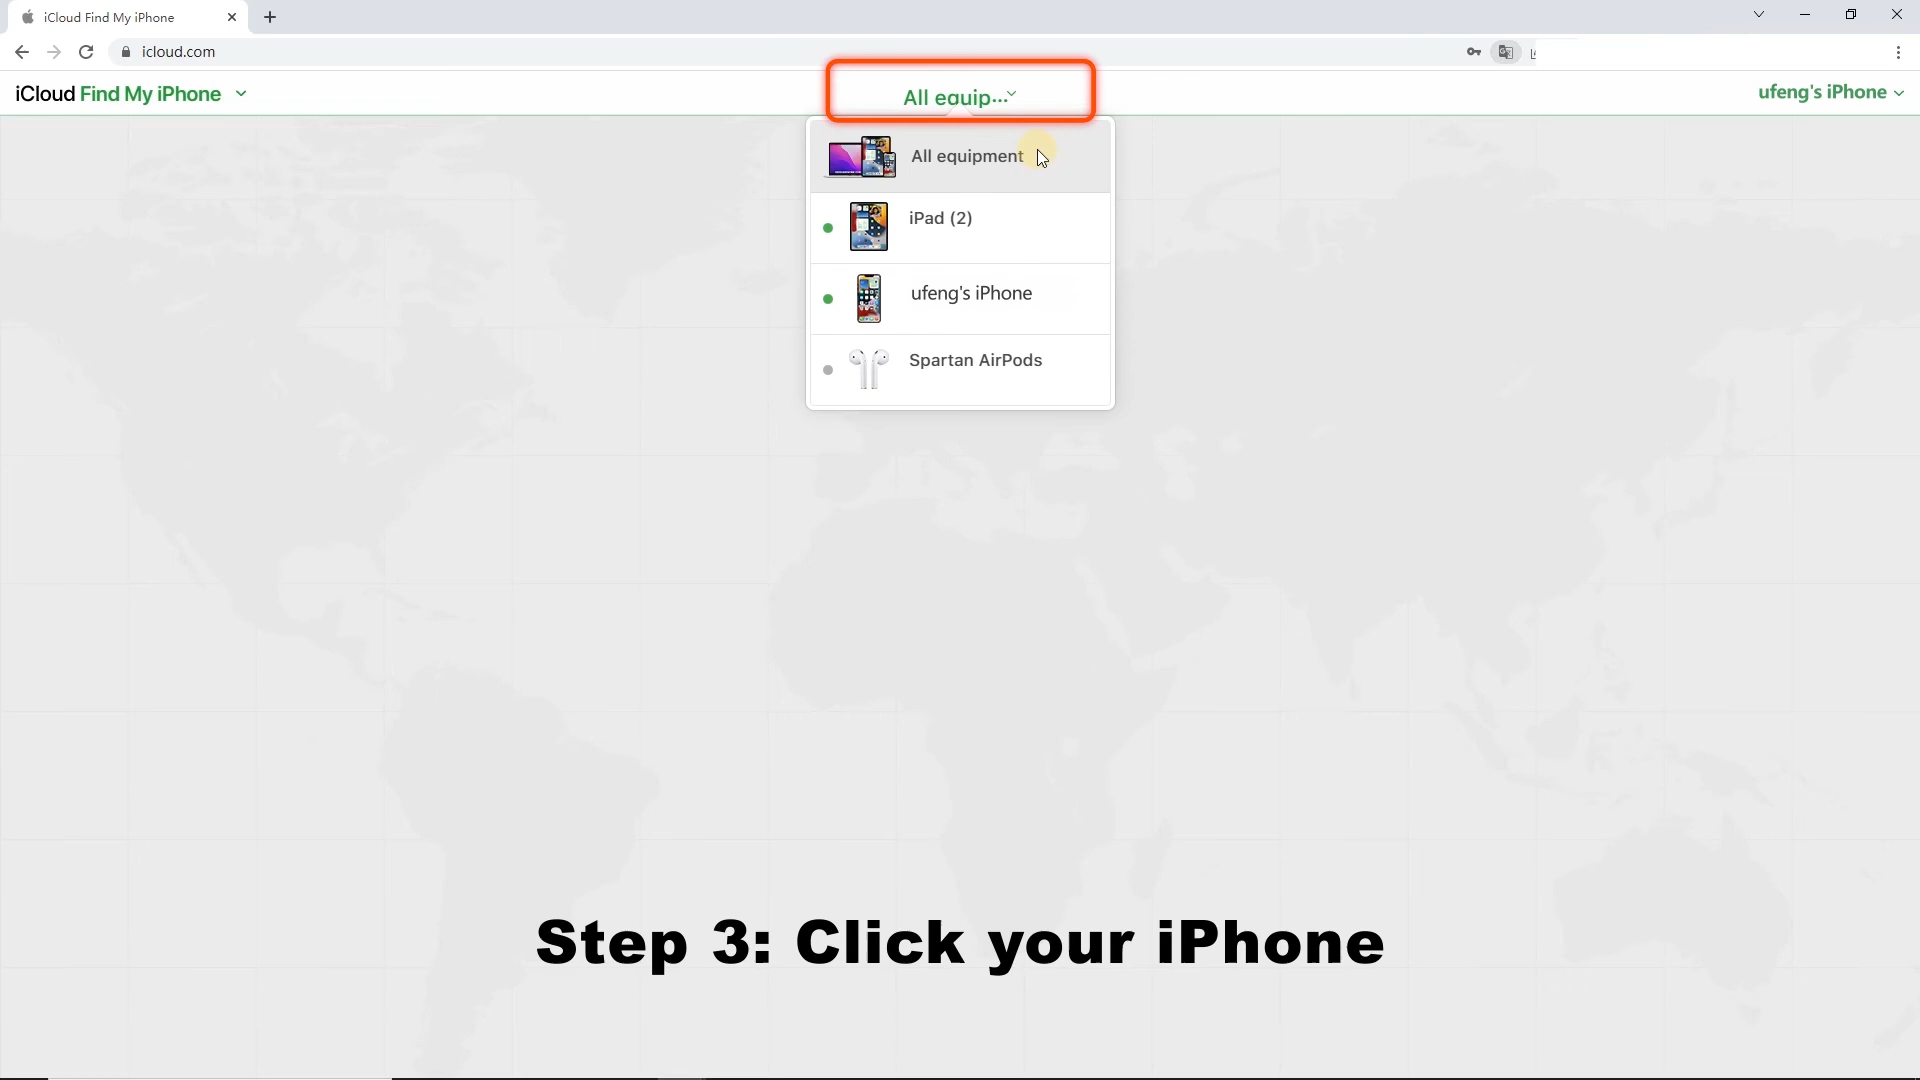 iCloud Find My iPhone
icloud.com
iCloud Find My iPhone
All equip...
ufeng's iPhone
All equipment
iPad (2)
ufeng's iPhone
Spartan AirPods
Step 3: Click your iPhone